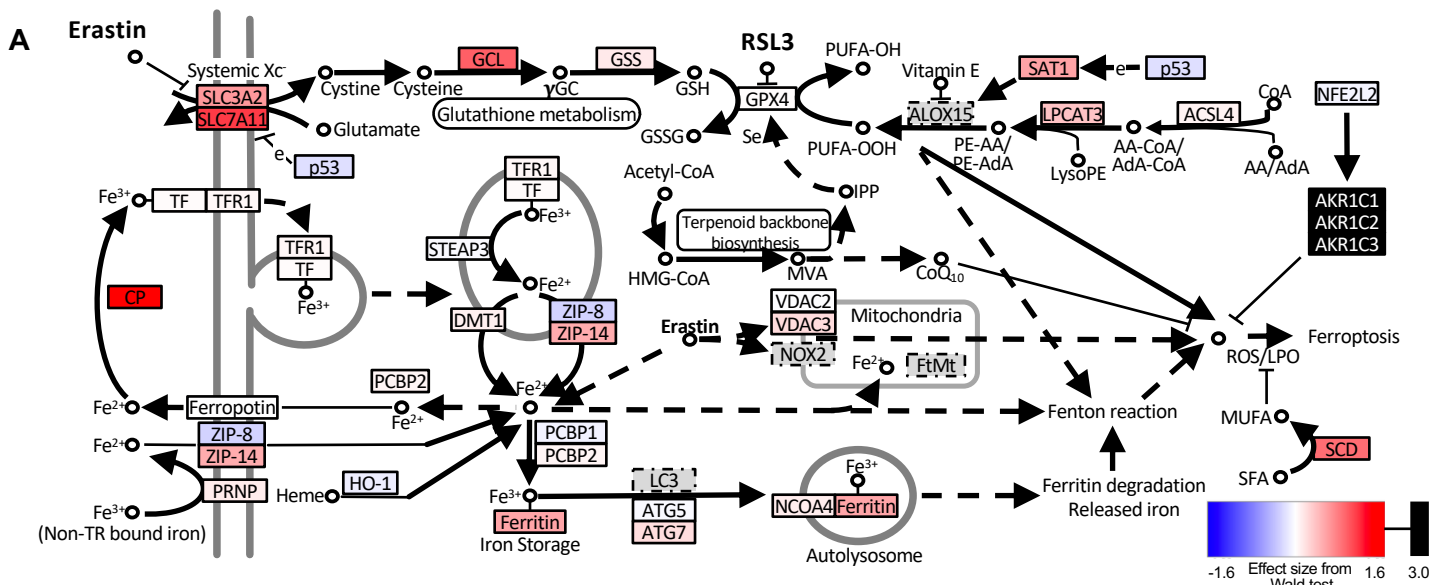 A
Erastin
Systemic Xc-
SLC3A2
SLC7A11
Cystine
Cysteine
GCL
γGC
GSS
GSH
Glutathione metabolism
Glutamate
e
p53
GSSG
RSL3
GPX4
Se
PUFA-OH
PUFA-OOH
Vitamin E
ALOX15
SAT1
e
p53
PE-AA/
PE-AdA
LPCAT3
LysoPE
AA-CoA/
AdA-CoA
ACSL4
CoA
AA/AdA
NFE2L2
AKR1C1
AKR1C2
AKR1C3
Fe3+
TF
TFR1
TFR1
TF
Fe3+
CP
TFR1
TF
Fe3+
STEAP3
Fe2+
DMT1
ZIP-8
ZIP-14
Acetyl-CoA
IPP
Terpenoid backbone
biosynthesis
HMG-CoA
MVA
CoQ10
Erastin
VDAC2
VDAC3
NOX2
Mitochondria
Fe2+
FtMt
ROS/LPO
Ferroptosis
Fe2+
Ferropotin
PCBP2
Fe2+
Fe2+
Fenton reaction
MUFA
Fe2+
ZIP-8
ZIP-14
PCBP1
PCBP2
SCD
PRNP
Heme
HO-1
SFA
Fe3+
(Non-TR bound iron)
Fe3+
Ferritin
Iron Storage
LC3
ATG5
ATG7
Fe3+
NCOA4
Ferritin
Autolysosome
Ferritin degradation
Released iron
-1.6
Effect size from
Wald test
1.6
3.0